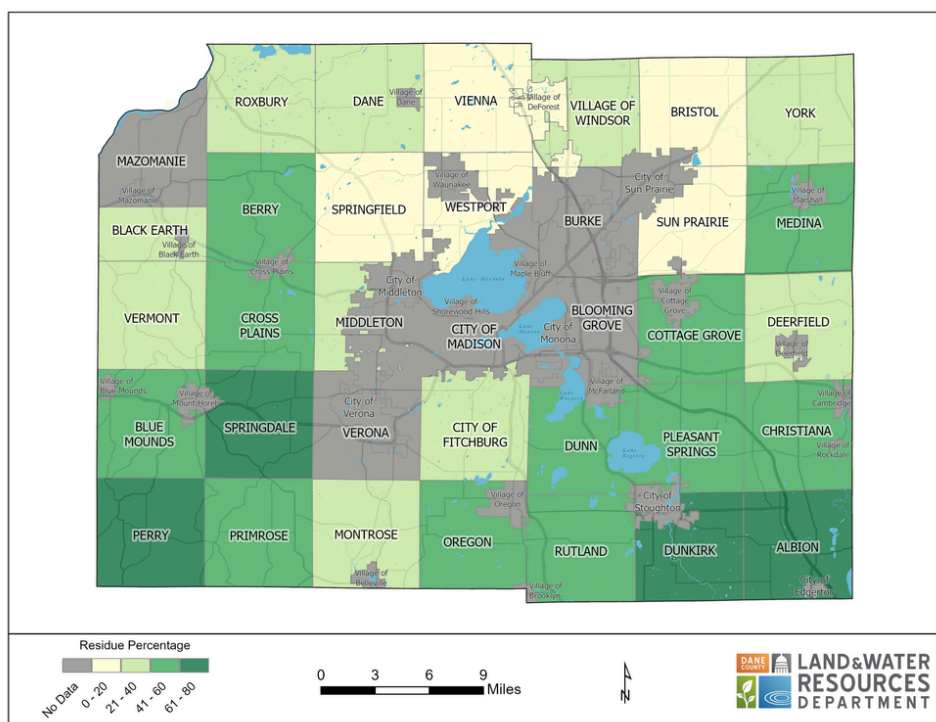 ROXBURY
DANE
Village of
Dane
VIENNA
Village of
DeForest
VILLAGE OF
WINDSOR
BRISTOL
YORK
MAZOMANIE
Village of
Mazomanie
BERRY
SPRINGFIELD
Village of
Waunakee
WESTPORT
BURKE
City of
Sun Prairie
SUN PRAIRIE
Village of
Marshall
MEDINA
BLACK EARTH
Village of
Black Earth
Village of
Cross Plains
VERMONT
CROSS
PLAINS
City of
Middleton
MIDDLETON
Lake Mendota
Village of
Maple Bluff
Village of
Shorewood Hills
CITY OF
MADISON
Lake
Monona
City of
Monona
BLOOMING
GROVE
Village of
Cottage
Grove
COTTAGE GROVE
DEERFIELD
Village of
Deerfield
Village of
Blue Mounds
Village of
Mount Horeb
BLUE
MOUNDS
SPRINGDALE
City of
Verona
VERONA
CITY OF
FITCHBURG
Lake
Waubesa
Village of
McFarland
DUNN
Lake
Kegonsa
PLEASANT
SPRINGS
Village of
Cambridge
CHRISTIANA
Village of
Rockdale
PERRY
PRIMROSE
MONTROSE
Village of
Belleville
OREGON
Village of
Oregon
RUTLAND
Village of
Brooklyn
City of
Stoughton
DUNKIRK
ALBION
City of
Edgerton
Residue Percentage
No Data
0 - 20
21 - 40
41 - 60
61 - 80
0 3 6 9
Miles
N
DANE
COUNTY
LAND & WATER
RESOURCES
DEPARTMENT